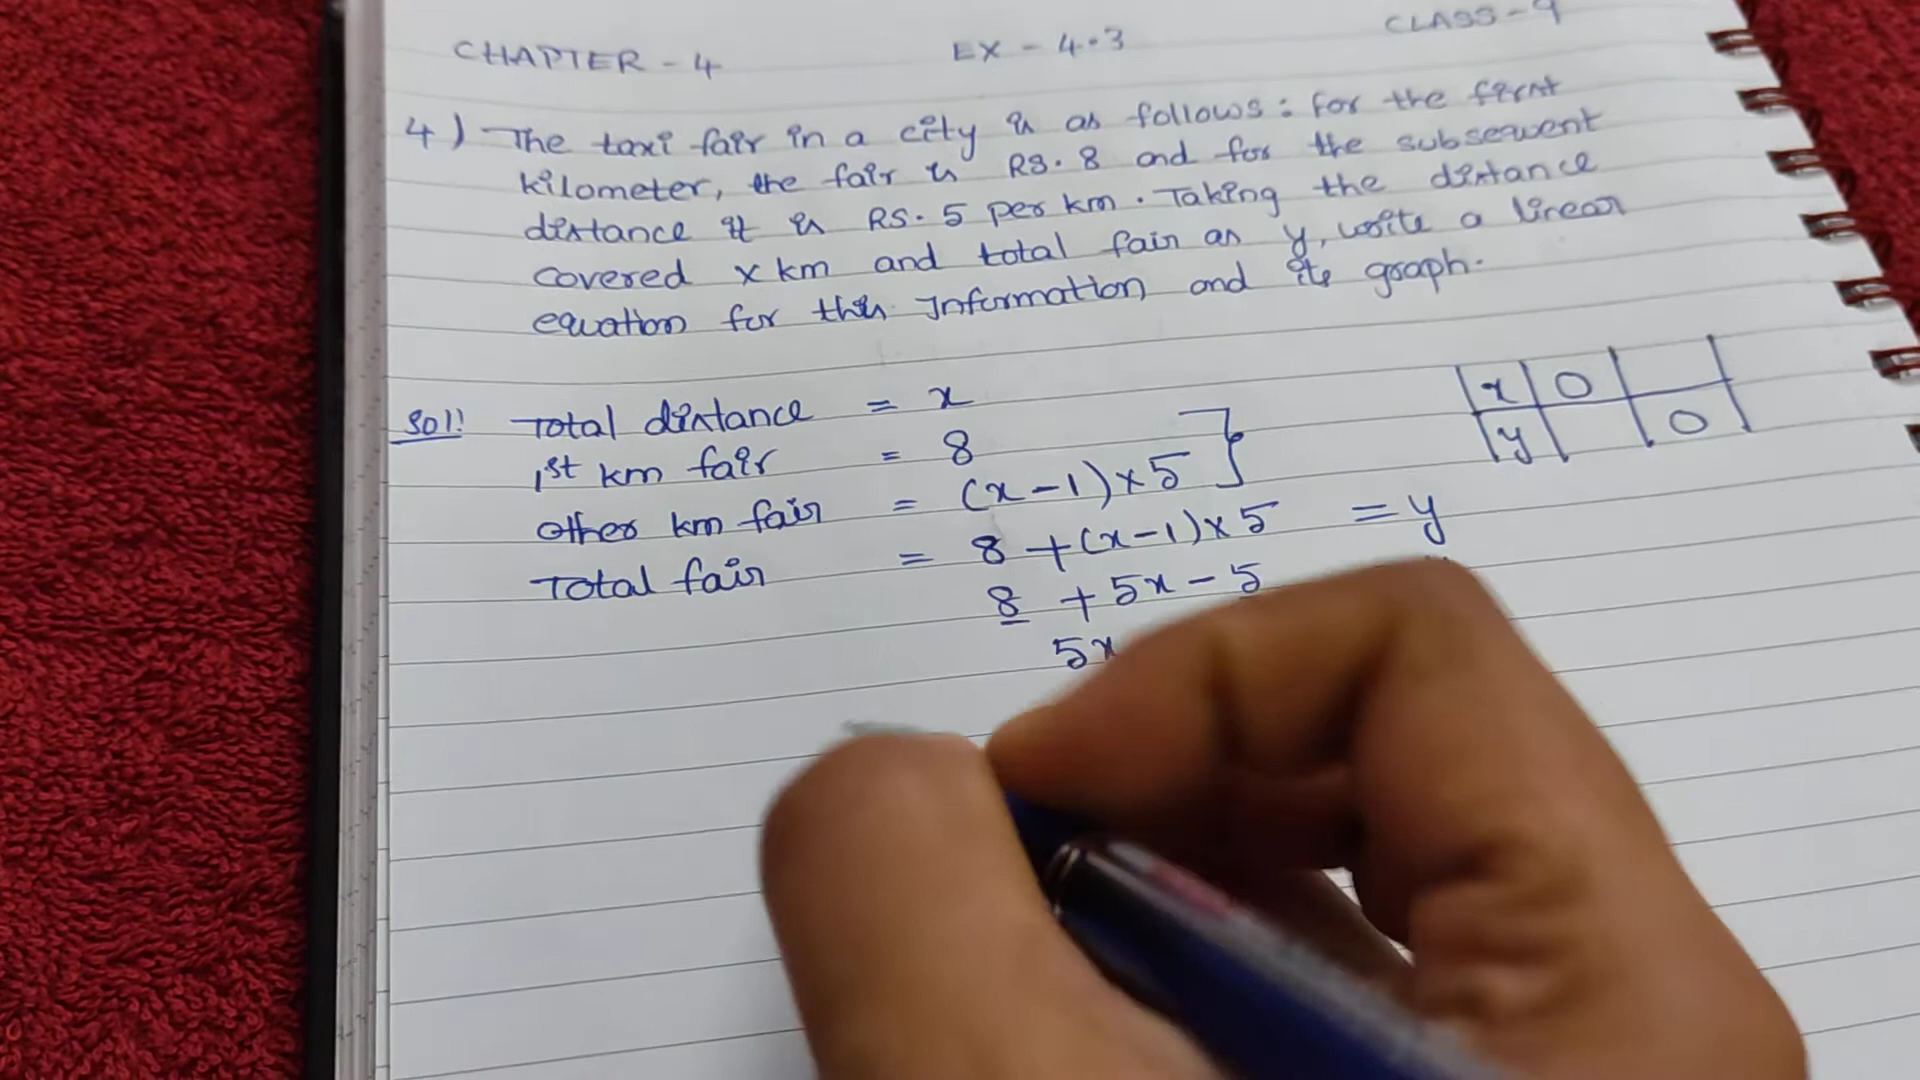 CHAPTER - 4 EX - 4.3 CLASS - 9
4) The taxi fair in a city is as follows: for the first
kilometer, the fair is RS. 8 and for the subsequent
distance it is RS. 5 per km. Taking the distance
covered x km and total fair as y, write a linear
equation for this Information and its graph.
Sol! Total distance = x
1st km fair = 8
other km fair = (x-1)×5
Total fair = 8 +(x-1)×5 = y
8 + 5x - 5
5x
x 0
y 0